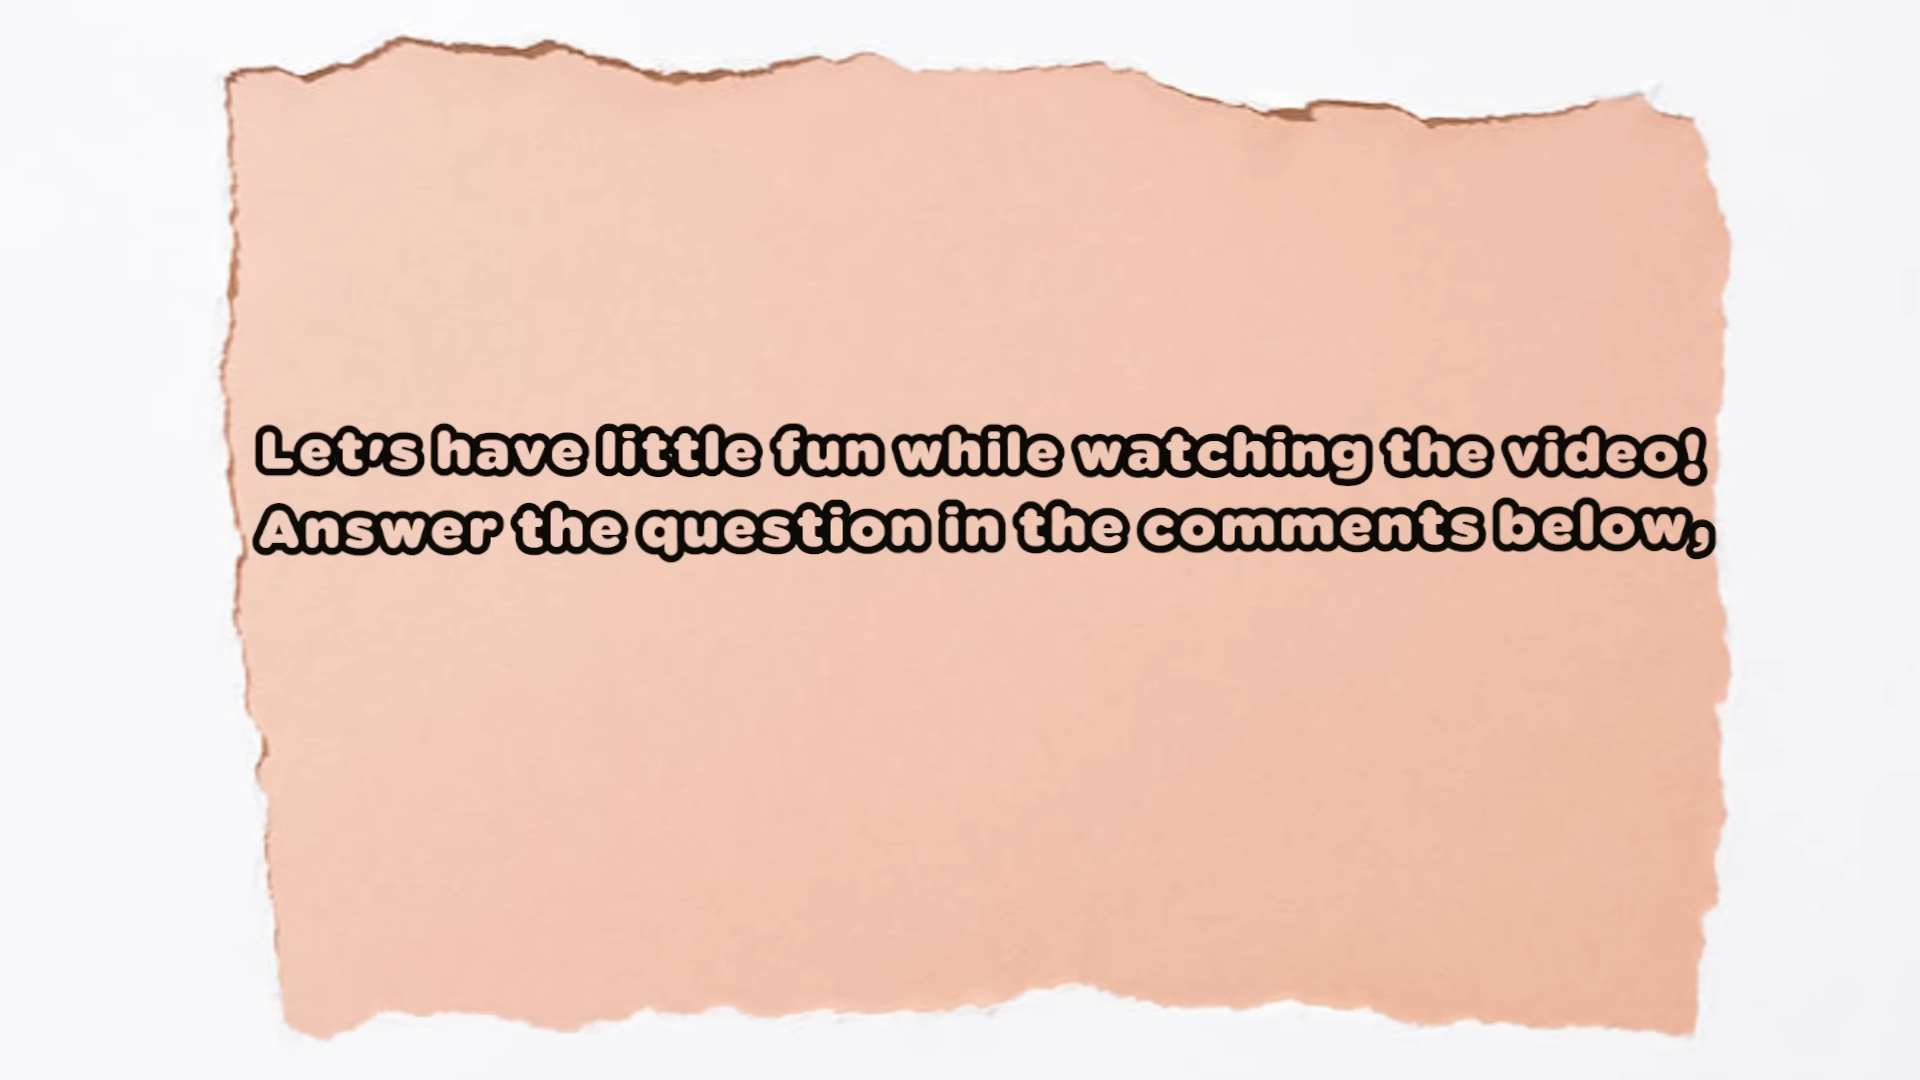 Let's have little fun while watching the video!
Answer the question in the comments below,